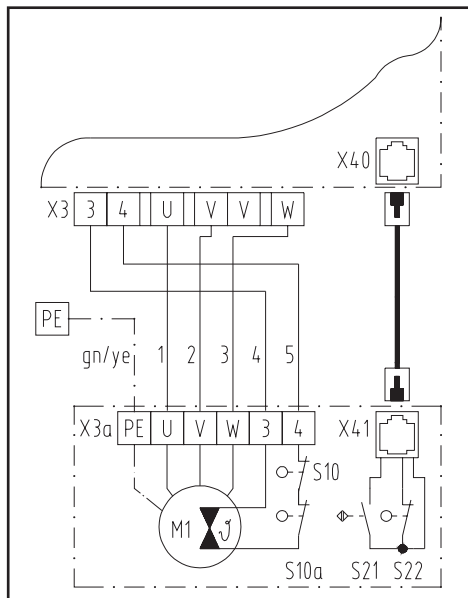 X40
X3 3 4 U V V W
PE
gn/ye 1 2 3 4 5
X3a PE U V W 3 4 X41
S10
M1 ϑ
S10a S21 S22